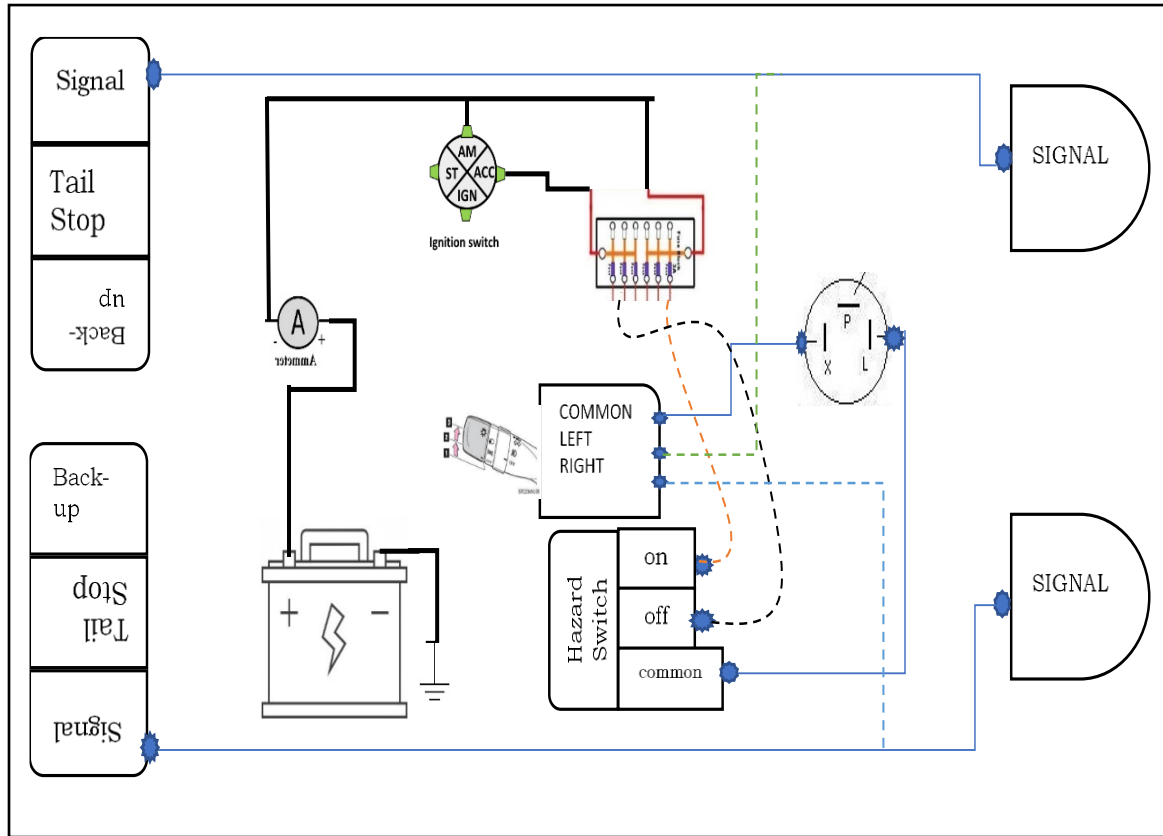 Signal
Tail
Stop
Back-
up
AM
ST
ACC
IGN
Ignition switch
SIGNAL
A
-
+
Ammeter
P
X
L
COMMON
LEFT
RIGHT
Back-
up
Tail
Stop
Signal
+
-
Hazard
Switch
on
off
common
SIGNAL